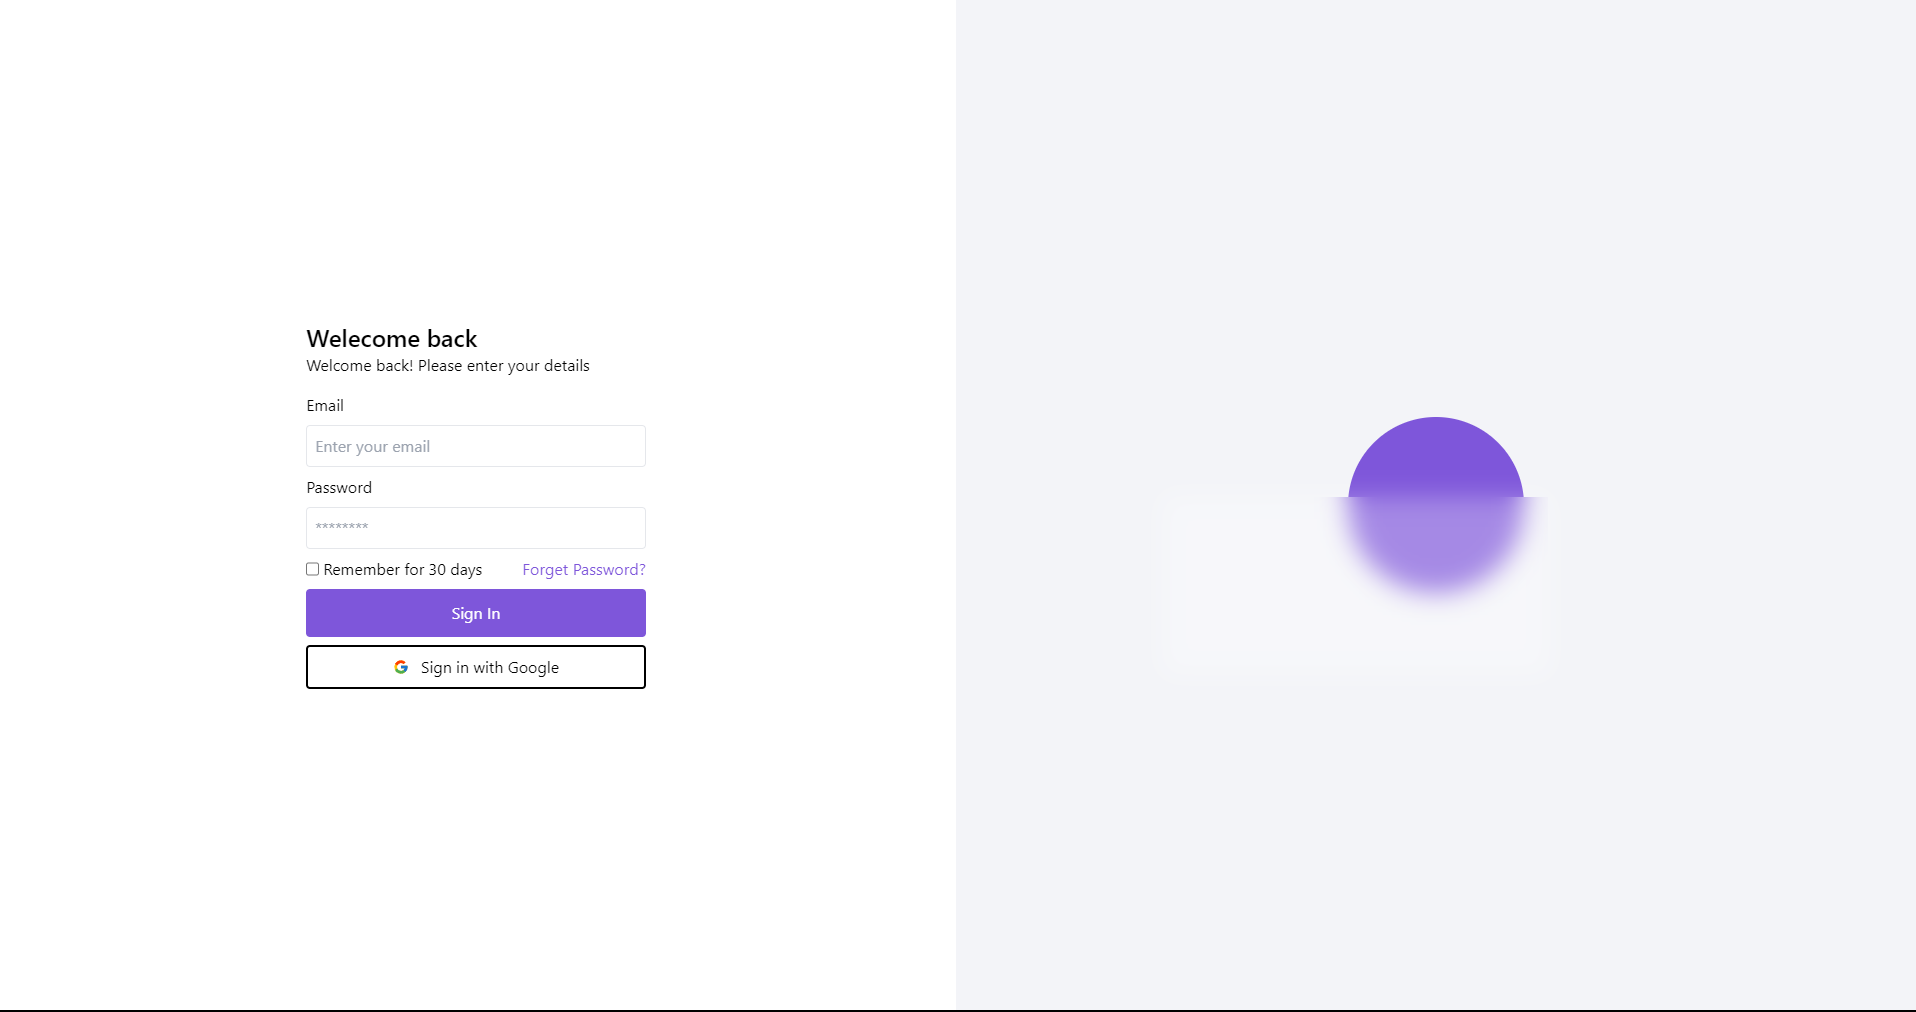 Welecome back
Welcome back! Please enter your details
Email
Enter your email
Password
********
Remember for 30 days Forget Password?
Sign In
Sign in with Google